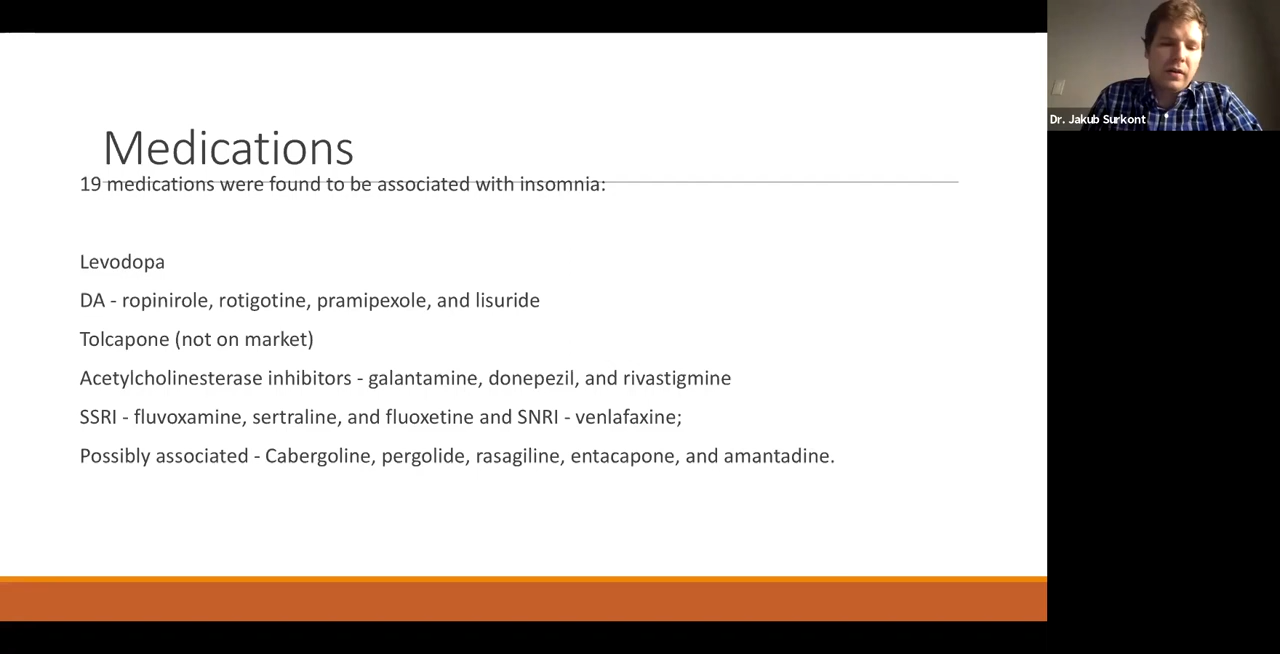 Medications
19 medications were found to be associated with insomnia:
Levodopa
DA - ropinirole, rotigotine, pramipexole, and lisuride
Tolcapone (not on market)
Acetylcholinesterase inhibitors - galantamine, donepezil, and rivastigmine
SSRI - fluvoxamine, sertraline, and fluoxetine and SNRI - venlafaxine;
Possibly associated - Cabergoline, pergolide, rasagiline, entacapone, and amantadine.
Dr. Jakub Surkont